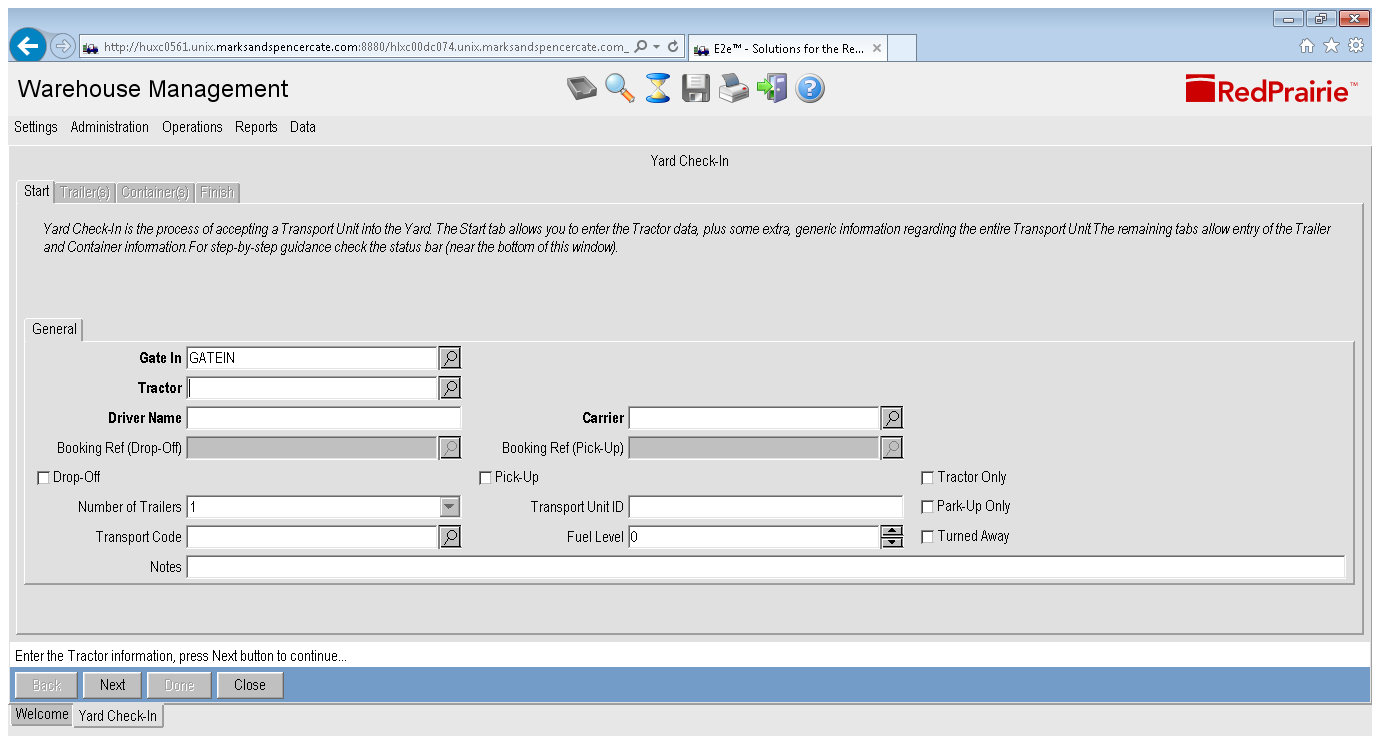 http://huxc0561.unix.marksandspencercate.com:8880/hlxc00dc074.unix.marksandspencercate.com_
E2e™ - Solutions for the Re...
Warehouse Management
RedPrairie™
Settings Administration Operations Reports Data
Yard Check-In
Start Trailer(s) Container(s) Finish
Yard Check-In is the process of accepting a Transport Unit into the Yard. The Start tab allows you to enter the Tractor data, plus some extra, generic information regarding the entire Transport Unit.The remaining tabs allow entry of the Trailer
and Container information.For step-by-step guidance check the status bar (near the bottom of this window).
General
Gate In GATEIN
Tractor
Driver Name Carrier
Booking Ref (Drop-Off) Booking Ref (Pick-Up)
Drop-Off Pick-Up Tractor Only
Number of Trailers 1 Transport Unit ID Park-Up Only
Transport Code Fuel Level 0 Turned Away
Notes
Enter the Tractor information, press Next button to continue...
Back Next Done Close
Welcome Yard Check-In